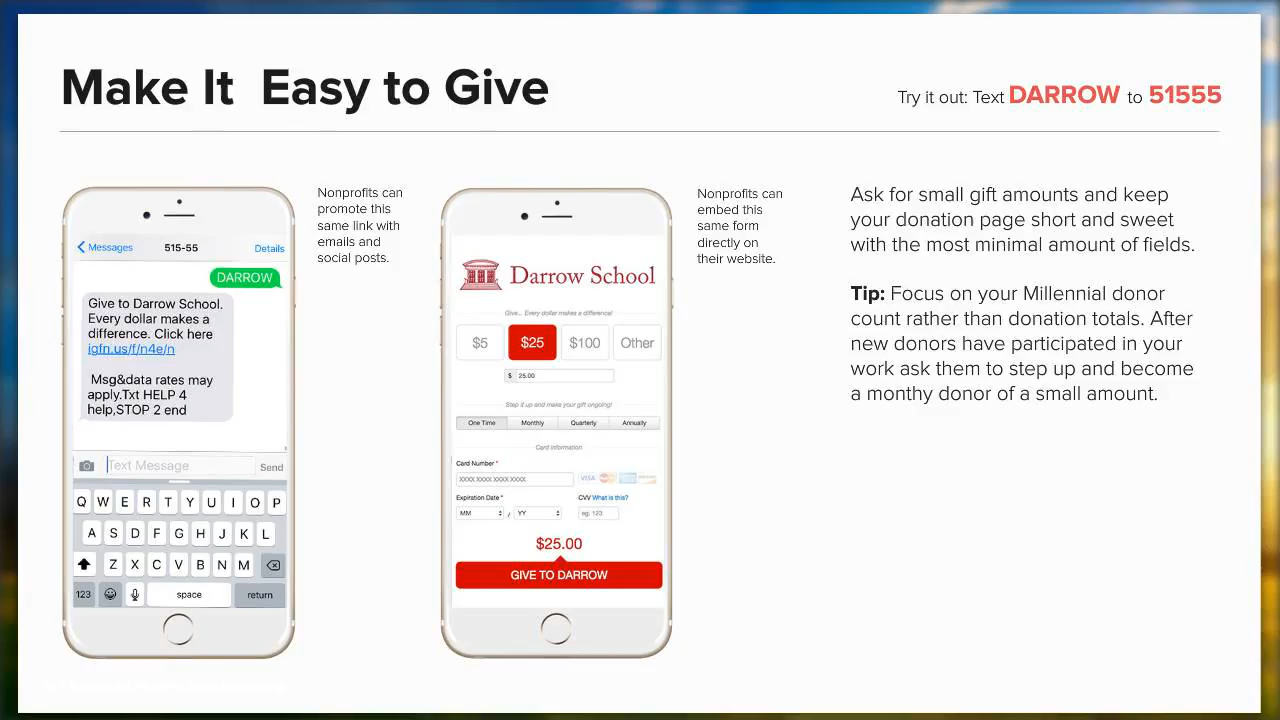 Make It  Easy to Give
Try it out: Text DARROW to 51555
Messages 515-55 Details
DARROW
Give to Darrow School.
Every dollar makes a
difference. Click here
igfn.us/f/n4e/n
Msg&data rates may
apply.Txt HELP 4
help,STOP 2 end
Text Message Send
Q W E R T Y U I O P
A S D F G H J K L
Z X C V B N M
123 space return
Nonprofits can
promote this
same link with
emails and
social posts.
Darrow School
Give... Every dollar makes a difference!
$5 $25 $100 Other
$ 25.00
Step it up and make your gift ongoing!
One Time Monthly Quarterly Annually
Card Information
Card Number *
XXXX XXXX XXXX XXXX VISA
Expiration Date * CVV What is this?
MM / YY eg. 123
$25.00
GIVE TO DARROW
Nonprofits can
embed this
same form
directly on
their website.
Ask for small gift amounts and keep
your donation page short and sweet
with the most minimal amount of fields.
Tip: Focus on your Millennial donor
count rather than donation totals. After
new donors have participated in your
work ask them to step up and become
a monthy donor of a small amount.